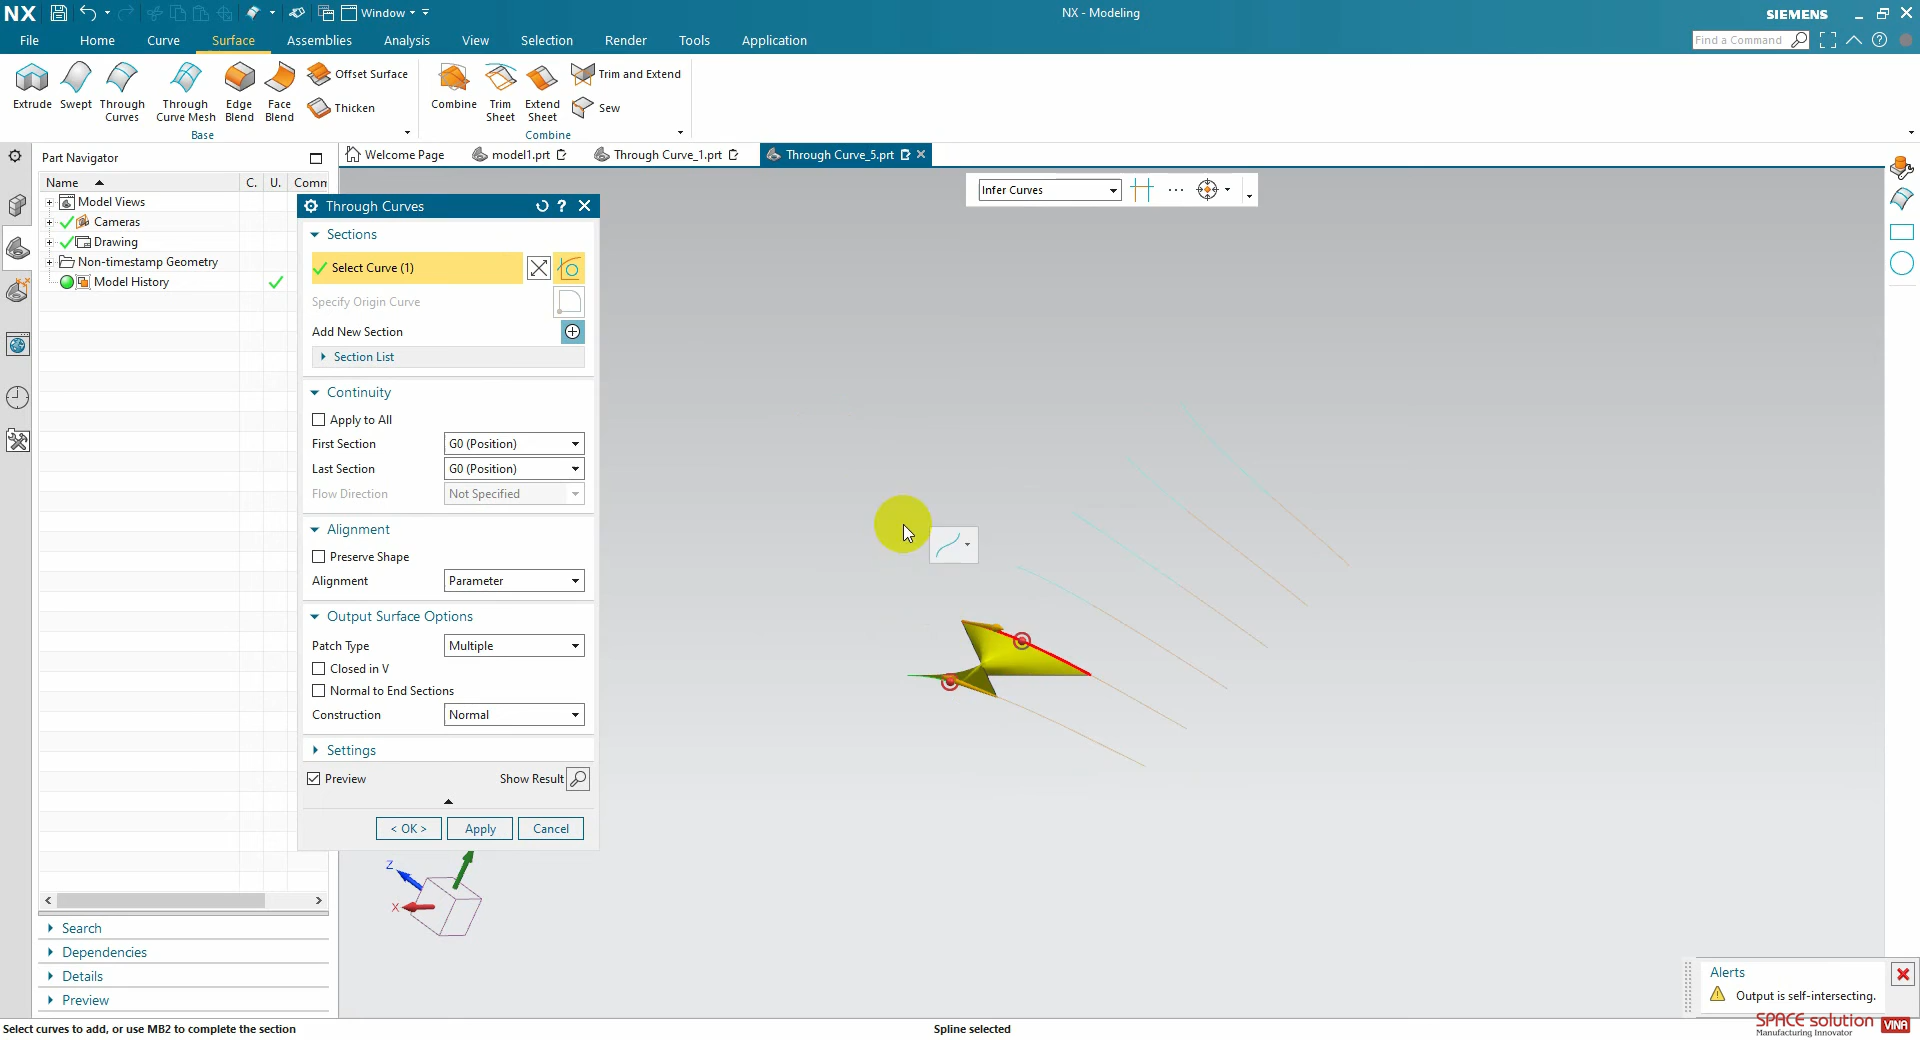 NX Window NX - Modeling SIEMENS
File Home Curve Surface Assemblies Analysis View Selection Render Tools Application Find a Command
Extrude Swept Through Curves Through Curve Mesh Edge Blend Face Blend Offset Surface Thicken Combine Trim Sheet Extend Sheet Trim and Extend Sew
Base Combine
Part Navigator
Welcome Page model1.prt Through Curve_1.prt Through Curve_5.prt
Name C. U. Comn
Model Views
Cameras
Drawing
Non-timestamp Geometry
Model History
Infer Curves
Through Curves
Sections
Select Curve (1)
Specify Origin Curve
Add New Section
Section List
Continuity
Apply to All
First Section G0 (Position)
Last Section G0 (Position)
Flow Direction Not Specified
Alignment
Preserve Shape
Alignment Parameter
Output Surface Options
Patch Type Multiple
Closed in V
Normal to End Sections
Construction Normal
Settings
Preview Show Result
< OK > Apply Cancel
Z
X
Search
Dependencies
Details
Preview
Alerts
Output is self-intersecting.
SPACE solution VINA
Manufacturing Innovator
Select curves to add, or use MB2 to complete the section Spline selected